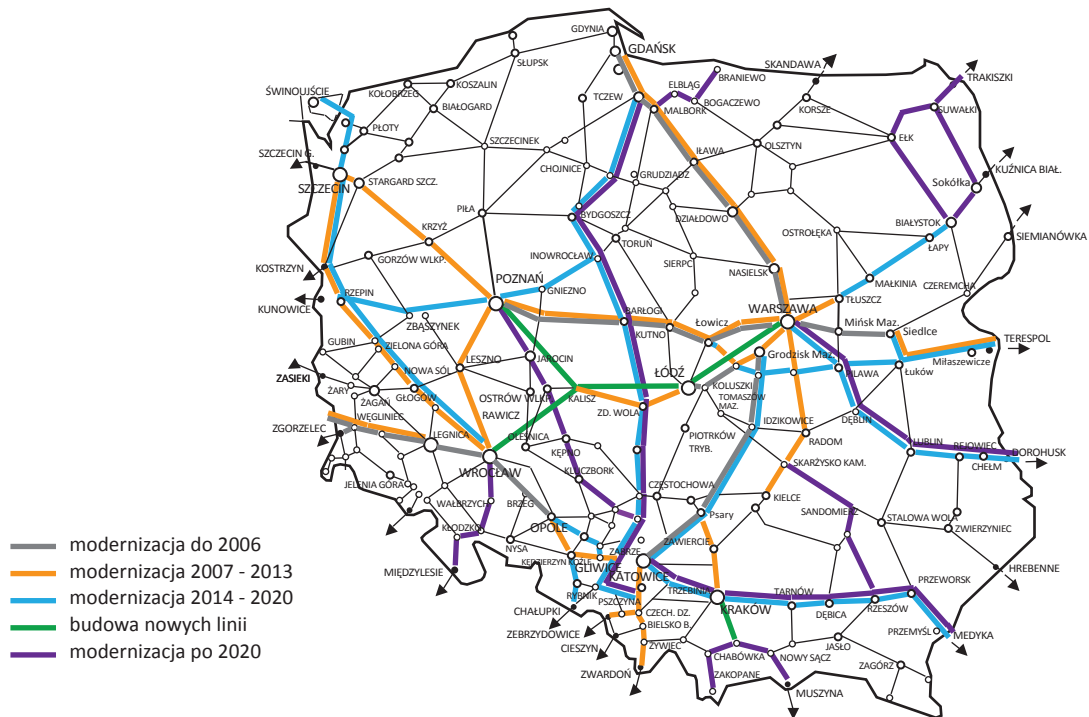 GDYNIA
GDAŃSK
SŁUPSK
SKANDAWA
ELBLĄG
BRANIEWO
TRAKISZKI
KOSZALIN
ŚWINOUJŚCIE
KOŁOBRZEG
TCZEW
BOGACZEWO
MALBORK
KORSZE
SUWAŁKI
BIAŁOGARD
PŁOTY
EŁK
SZCZECINEK
OLSZTYN
SZCZECIN G.
CHOJNICE
IŁAWA
KUŹNICA BIAŁ.
SZCZECIN
STARGARD SZCZ.
GRUDZIĄDZ
Sokółka
PIŁA
BYDGOSZCZ
DZIAŁDOWO
BIAŁYSTOK
KRZYŻ
TORUŃ
OSTROŁĘKA
SIEMIANÓWKA
ŁAPY
INOWROCŁAW
SIERPC
GORZÓW WLKP.
KOSTRZYN
NASIELSK
POZNAŃ
MAŁKINIA
CZEREMCHA
RZEPIN
GNIEZNO
TŁUSZCZ
KUNOWICE
WARSZAWA
BARŁOGI
ZBĄSZYNEK
KUTNO
Łowicz
Mińsk Maz.
Siedlce
TERESPOL
GUBIN
ZIELONA GÓRA
LESZNO
JAROCIN
Grodzisk Maz.
Miłaszewicze
NOWA SÓL
ŁÓDŹ
PILAWA
Łuków
ZASIEKI
KOLUSZKI
ŻARY
ŻAGAŃ
GŁOGÓW
OSTRÓW WLKP.
KALISZ
TOMASZÓW
MAZ.
WĘGLINIEC
RAWICZ
ZD. WOLA
DĘBLIN
IDZIKOWICE
ZGORZELEC
LEGNICA
OLEŚNICA
PIOTRKÓW
TRYB.
RADOM
LUBLIN
REJOWIEC
KĘPNO
DOROHUSK
WROCŁAW
SKARŻYSKO KAM.
CHEŁM
KLUCZBORK
JELENIA GÓRA
CZĘSTOCHOWA
KIELCE
WAŁBRZYCH
BRZEG
SANDOMIERZ
Psary
STALOWA WOLA
KŁODZKO
OPOLE
ZWIERZYNIEC
NYSA
ZAWIERCIE
ZABRZE
KĘDZIERZYN KOŹLE
GLIWICE
HREBENNE
MIĘDZYLESIE
KATOWICE
PRZEWORSK
RYBNIK
TRZEBINIA
TARNÓW
PSZCZYNA
KRAKÓW
RZESZÓW
CHAŁUPKI
CZECH. DZ.
DĘBICA
BIELSKO B.
PRZEMYŚL
MEDYKA
ZEBRZYDOWICE
CIESZYN
ŻYWIEC
JASŁO
CHABÓWKA
NOWY SĄCZ
ZAGÓRZ
ZWARDOŃ
ZAKOPANE
MUSZYNA
modernizacja do 2006
modernizacja 2007 - 2013
modernizacja 2014 - 2020
budowa nowych linii
modernizacja po 2020